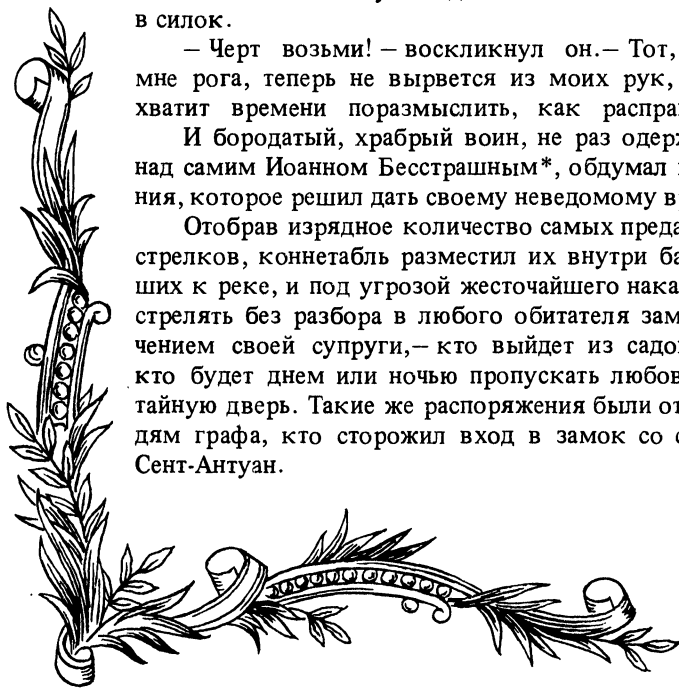 в силок.
— Черт возьми! — воскликнул он.— Тот,
мне рога, теперь не вырвется из моих рук,
хватит времени поразмыслить, как распра
И бородатый, храбрый воин, не раз одер
над самим Иоанном Бесстрашным*, обдумал
ния, которое решил дать своему неведомому в
Отобрав изрядное количество самых преда
стрелков, коннетабль разместил их внутри ба
ших к реке, и под угрозой жесточайшего нака
стрелять без разбора в любого обитателя зам
чением своей супруги,— кто выйдет из садо
кто будет днем или ночью пропускать любов
тайную дверь. Такие же распоряжения были от
дям графа, кто сторожил вход в замок со
Сент-Антуан.